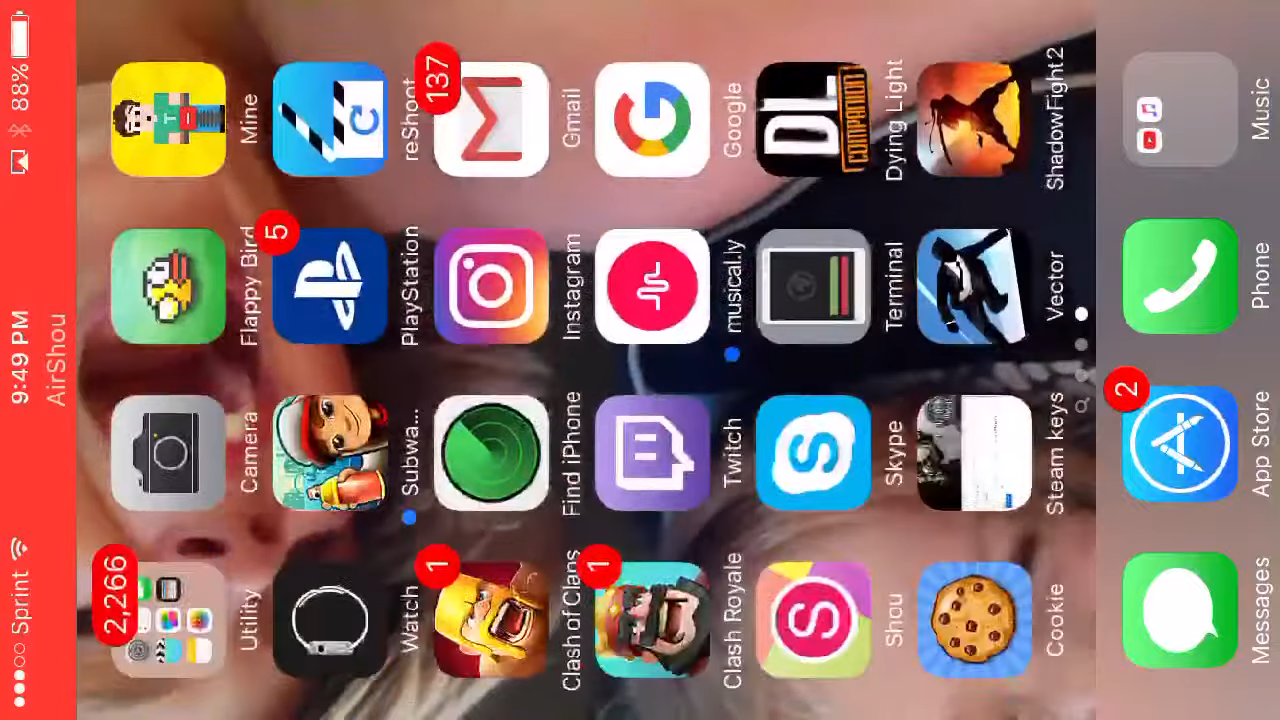 ●●●○○ Sprint 9:49 PM 88%
AirShou
2,266
Utility Camera Flappy Bird Mine
5
Watch Subwa... PlayStation reShoot
1 137
Clash of Clans Find iPhone Instagram Gmail
1
Clash Royale Twitch musical.ly Google
DL
COMPANION
Shou Skype Terminal Dying Light
Cookie Steam keys Vector ShadowFight2
2
Messages App Store Phone Music